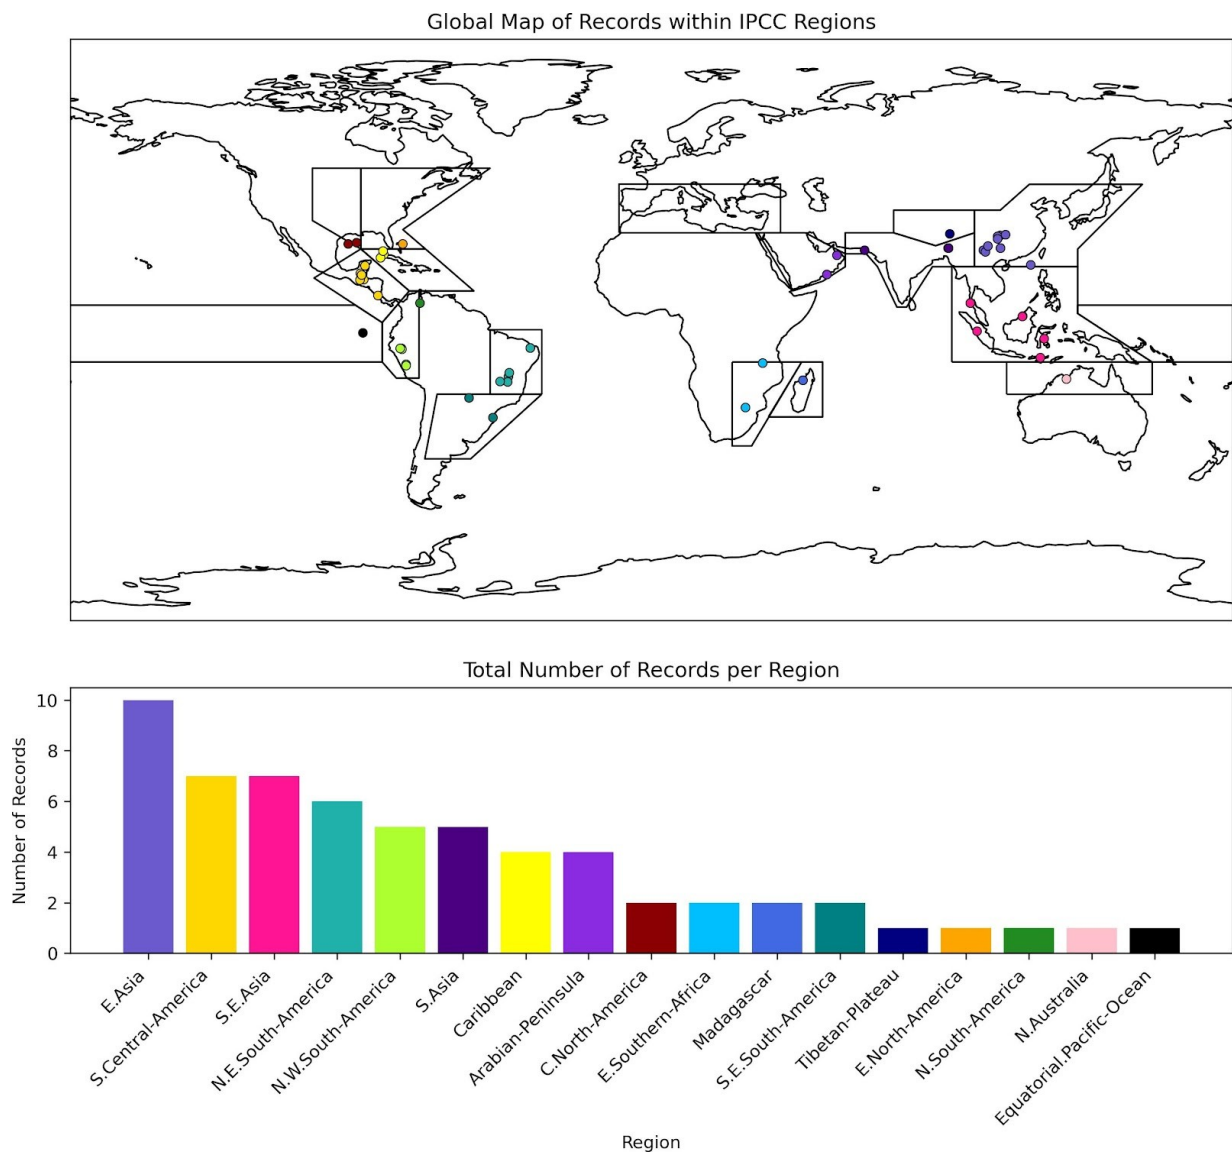 Global Map of Records within IPCC Regions
Total Number of Records per Region
Number of Records
10
8
6
4
2
0
E.Asia
S.Central-America
S.E.Asia
N.E.South-America
N.W.South-America
S.Asia
Caribbean
Arabian-Peninsula
C.North-America
E.Southern-Africa
Madagascar
S.E.South-America
Tibetan-Plateau
E.North-America
N.South-America
N.Australia
Equatorial.Pacific-Ocean
Region